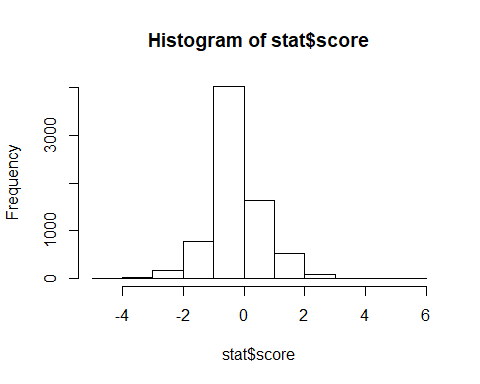 Histogram of stat$score
Frequency
3000
1000
0
-4 -2 0 2 4 6
stat$score